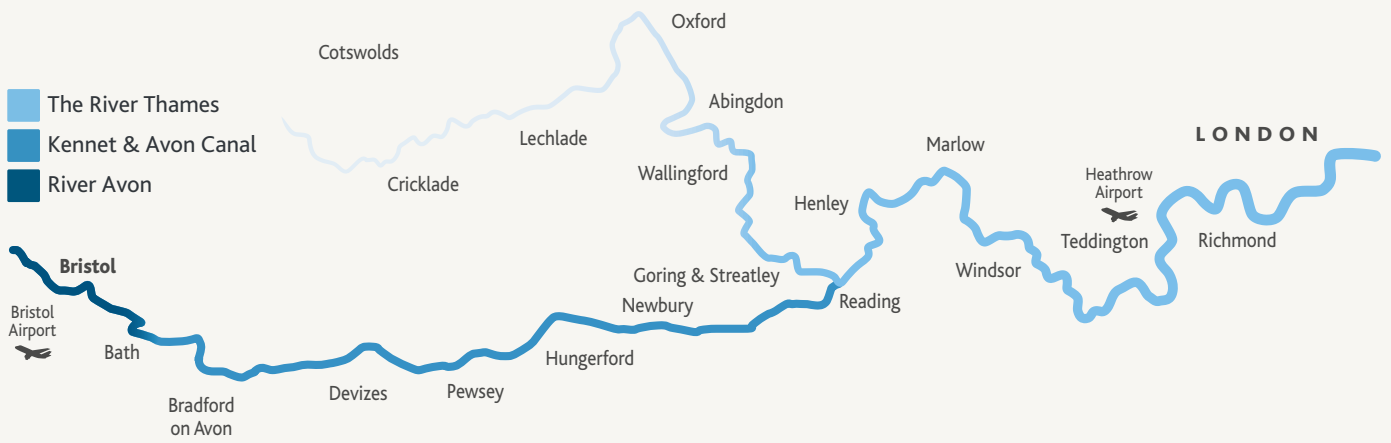 Oxford
Cotswolds
The River Thames
Kennet & Avon Canal
River Avon
Abingdon
Lechlade
Wallingford
Cricklade
Marlow
LONDON
Heathrow
Airport
Henley
Teddington
Richmond
Windsor
Goring & Streatley
Reading
Newbury
Bristol
Bristol
Airport
Bath
Hungerford
Devizes
Pewsey
Bradford
on Avon